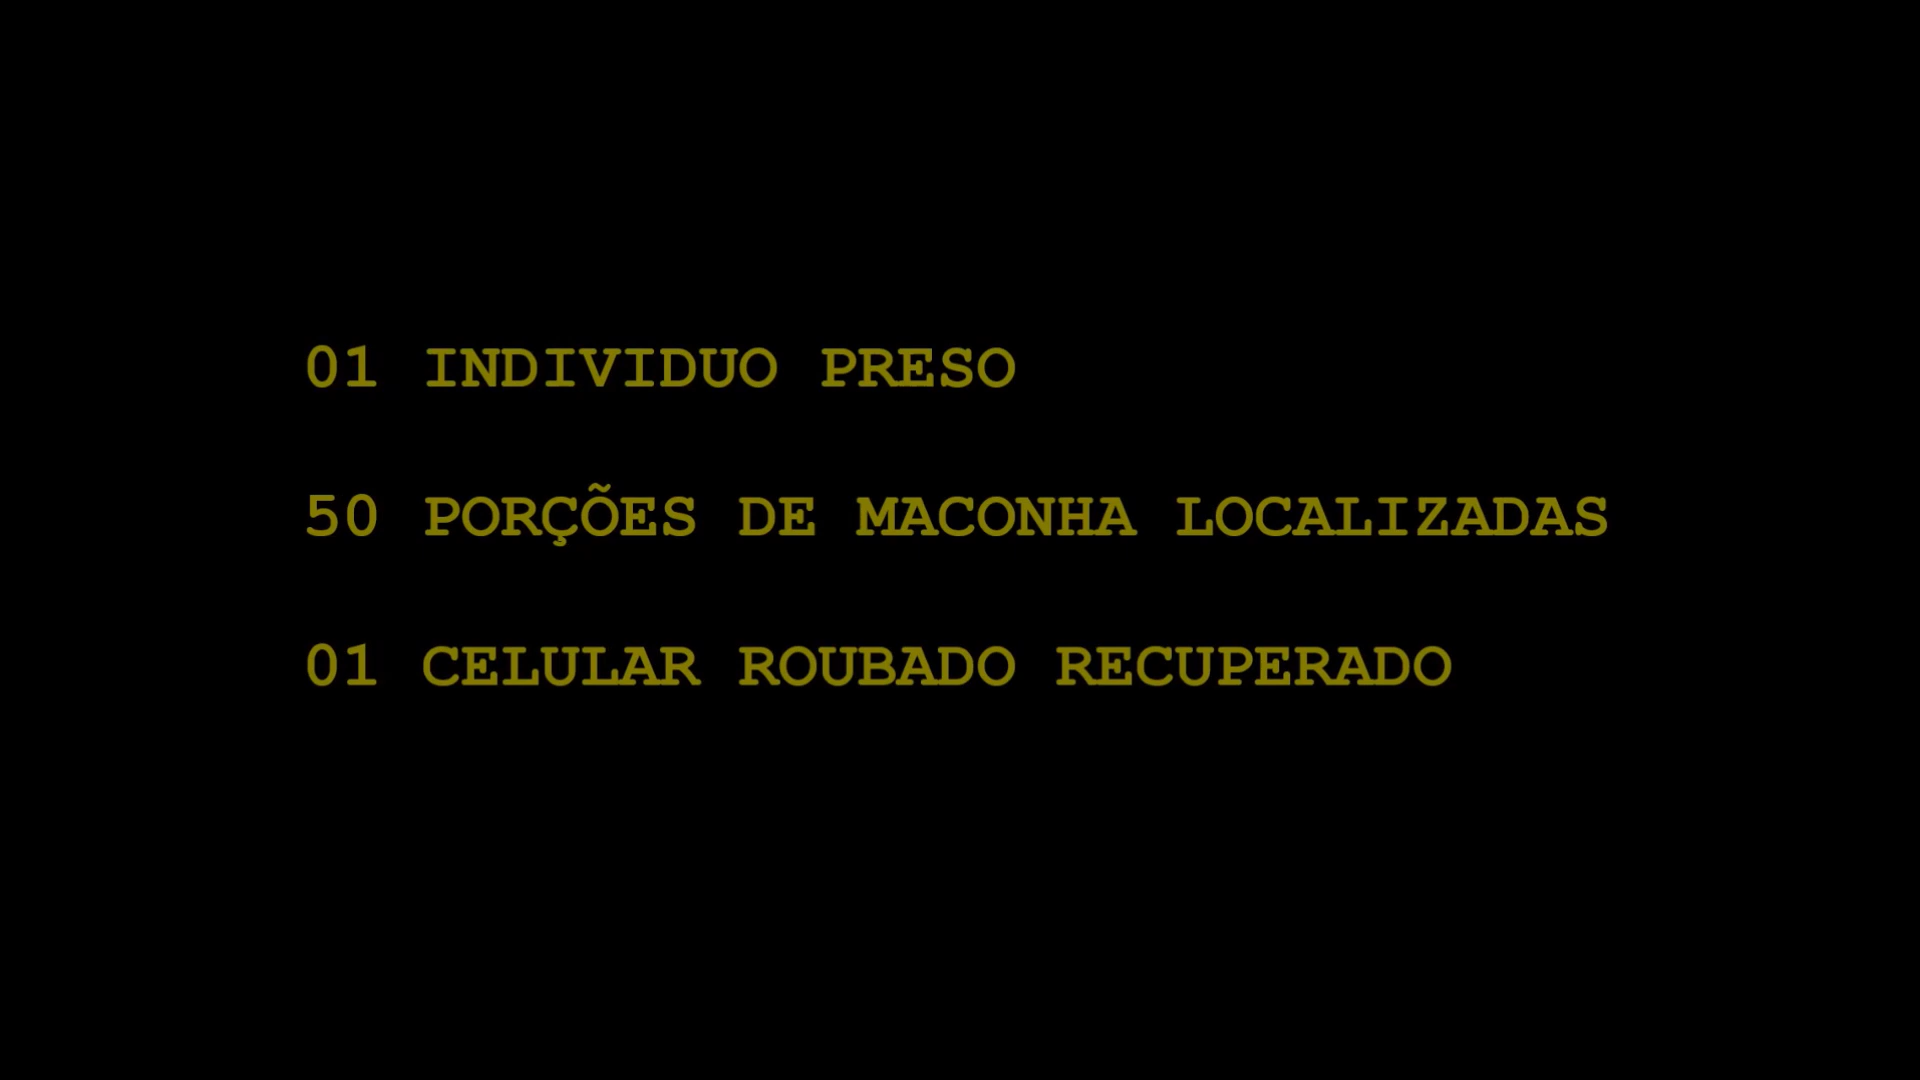 01 INDIVIDUO PRESO
50 PORÇÕES DE MACONHA LOCALIZADAS
01 CELULAR ROUBADO RECUPERADO